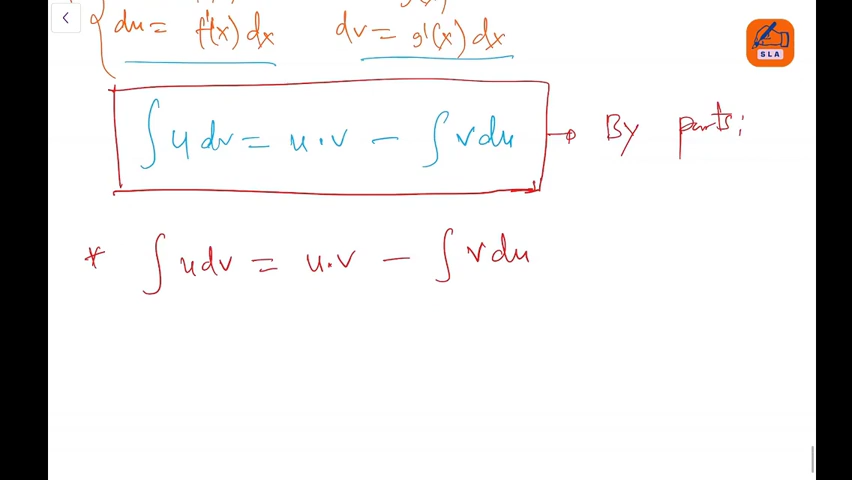 du = f'(x) dx    dv = g'(x) dx
SLA
∫ u dv = u · v − ∫ v du → By parts:
* ∫ u dv = u · v − ∫ v du